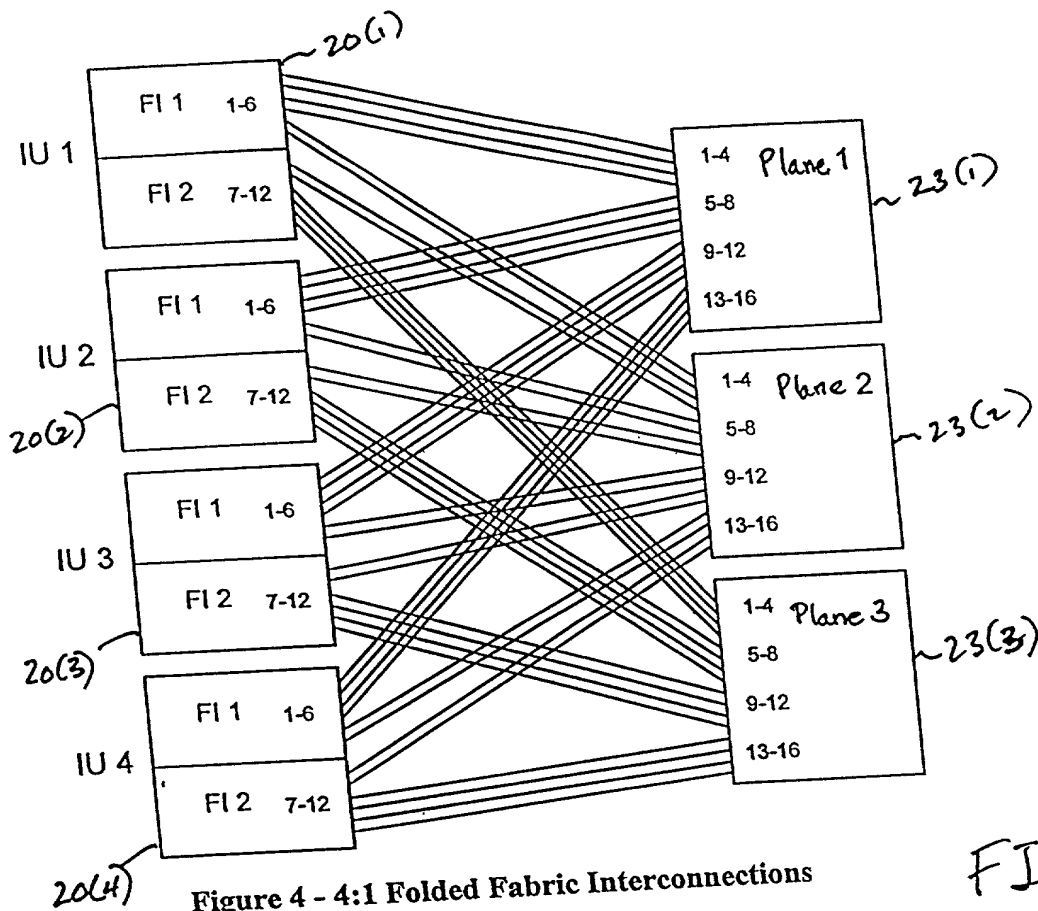 20(1)
IU 1
FI 1 1-6
FI 2 7-12
IU 2
FI 1 1-6
FI 2 7-12
20(2)
IU 3
FI 1 1-6
FI 2 7-12
20(3)
IU 4
FI 1 1-6
FI 2 7-12
20(4)
1-4 Plane 1
5-8
9-12
13-16
23(1)
1-4 Plane 2
5-8
9-12
13-16
23(2)
1-4 Plane 3
5-8
9-12
13-16
23(3)
Figure 4 - 4:1 Folded Fabric Interconnections
FI